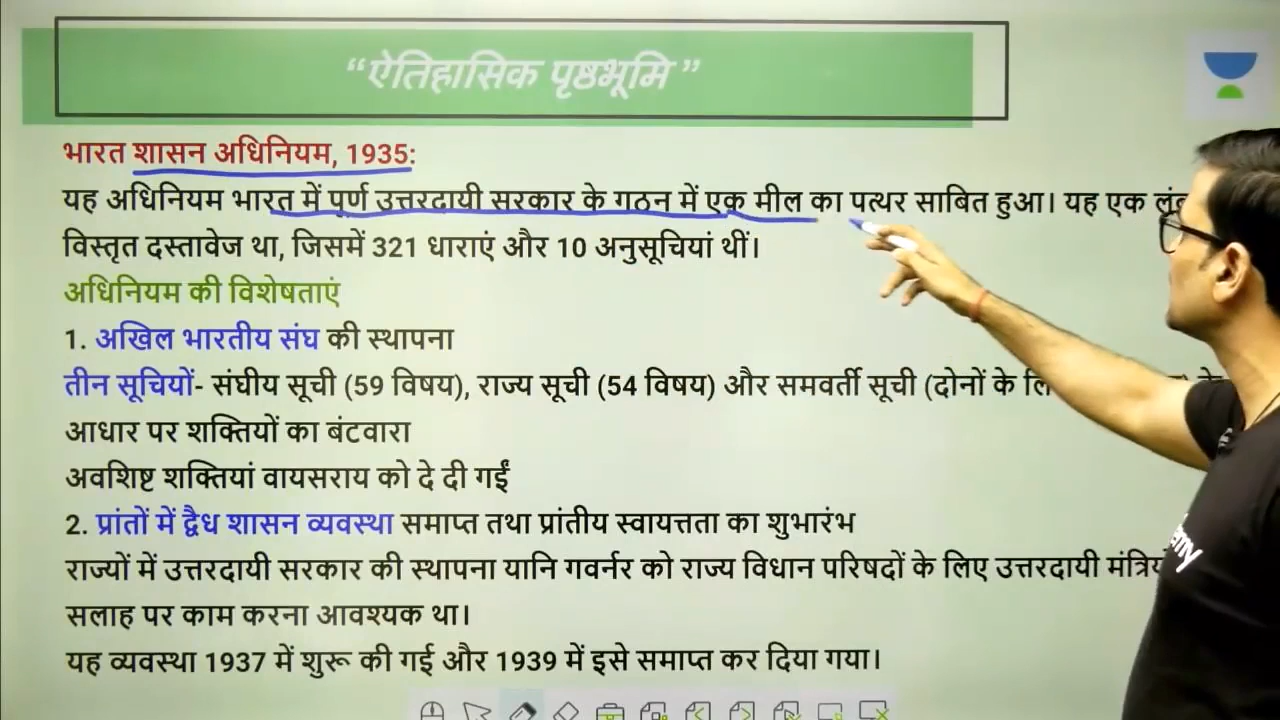 “ऐतिहासिक पृष्ठभूमि”
भारत शासन अधिनियम, 1935:
यह अधिनियम भारत में पूर्ण उत्तरदायी सरकार के गठन में एक मील का पत्थर साबित हुआ। यह एक
विस्तृत दस्तावेज था, जिसमें 321 धाराएं और 10 अनुसूचियां थीं।
अधिनियम की विशेषताएं
1. अखिल भारतीय संघ की स्थापना
तीन सूचियों- संघीय सूची (59 विषय), राज्य सूची (54 विषय) और समवर्ती सूची (दोनों के
आधार पर शक्तियों का बंटवारा
अवशिष्ट शक्तियां वायसराय को दे दी गईं
2. प्रांतों में द्वैध शासन व्यवस्था समाप्त तथा प्रांतीय स्वायत्तता का शुभारंभ
राज्यों में उत्तरदायी सरकार की स्थापना यानि गवर्नर को राज्य विधान परिषदों के लिए उत्तरदायी
सलाह पर काम करना आवश्यक था।
यह व्यवस्था 1937 में शुरू की गई और 1939 में इसे समाप्त कर दिया गया।